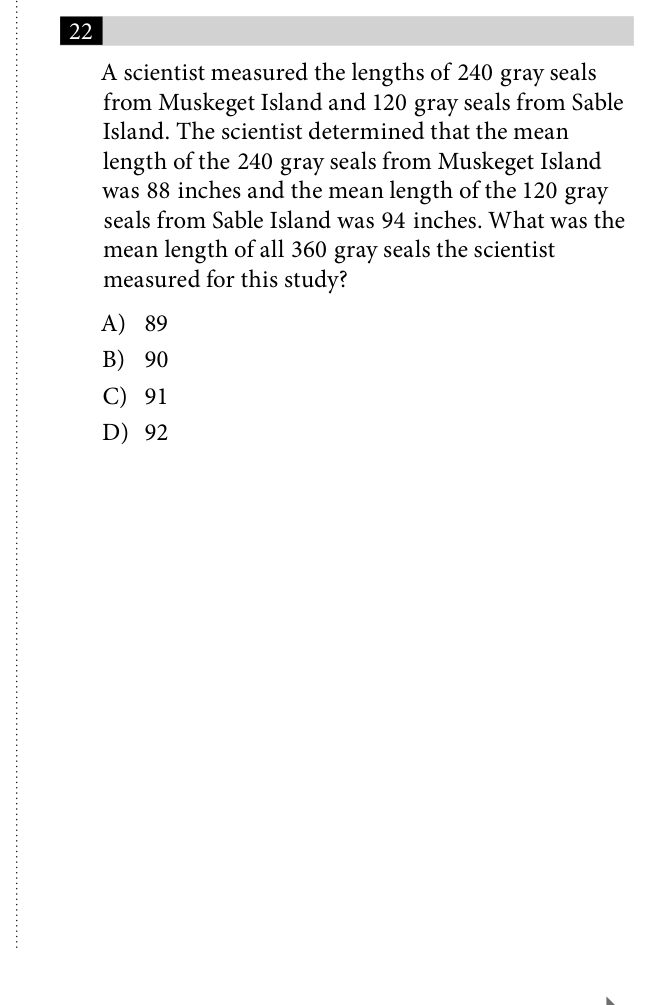 22
A scientist measured the lengths of 240 gray seals
from Muskeget Island and 120 gray seals from Sable
Island. The scientist determined that the mean
length of the 240 gray seals from Muskeget Island
was 88 inches and the mean length of the 120 gray
seals from Sable Island was 94 inches. What was the
mean length of all 360 gray seals the scientist
measured for this study?
A) 89
B) 90
C) 91
D) 92